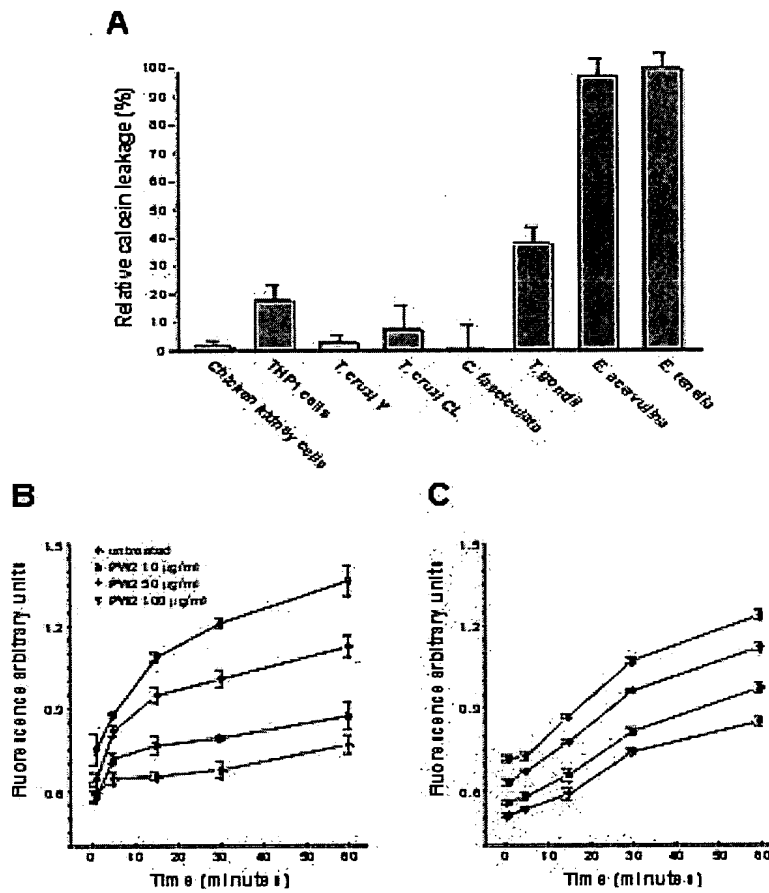 A
Relative calcein leakage (%)
100
90
80
70
60
50
40
30
20
10
0
Chicken kidney cells
THP1 cells
T. cruzi Y
T. cruzi CL
C. fasciculata
T. gondii
E. acervulina
E. tenella
B
Fluorescence arbitrary units
1.5
1.2
0.9
0.6
untreated
PW2 10 µg/ml
PW2 50 µg/ml
PW2 100 µg/ml
0 10 20 30 40 50 60
Time (minutes)
C
Fluorescence arbitrary units
1.5
1.2
0.9
0.6
0 10 20 30 40 50 60
Time (minutes)